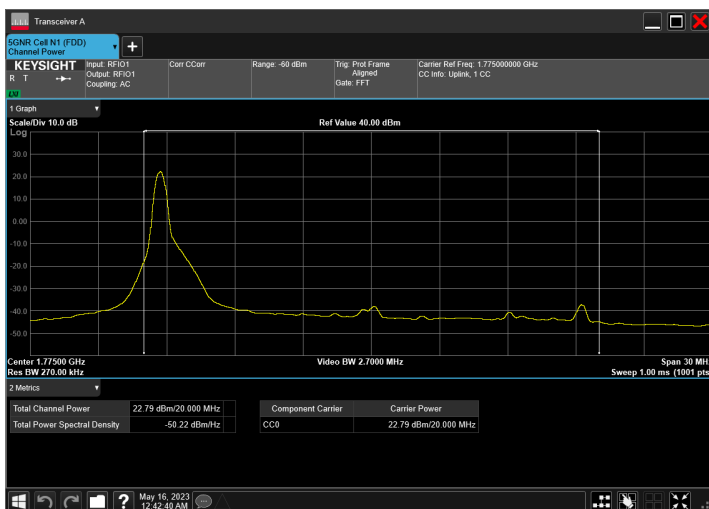 Transceiver A
5GNR Cell N1 (FDD)
Channel Power
KEYSIGHT
R T
LXI
Input: RFIO1
Output: RFIO1
Coupling: AC
Corr CCorr
Range: -60 dBm
Trig: Prot Frame
Aligned
Gate: FFT
Carrier Ref Freq: 1.775000000 GHz
CC Info: Uplink, 1 CC
1 Graph
Scale/Div 10.0 dB
Ref Value 40.00 dBm
Log
30.0
20.0
10.0
0.00
-10.0
-20.0
-30.0
-40.0
-50.0
Center 1.77500 GHz
Video BW 2.7000 MHz
Span 30 MH
Res BW 270.00 kHz
Sweep 1.00 ms (1001 pts
2 Metrics
Total Channel Power 22.79 dBm/20.000 MHz
Total Power Spectral Density -50.22 dBm/Hz
Component Carrier Carrier Power
CC0 22.79 dBm/20.000 MHz
?
May 16, 2023
12:42:40 AM